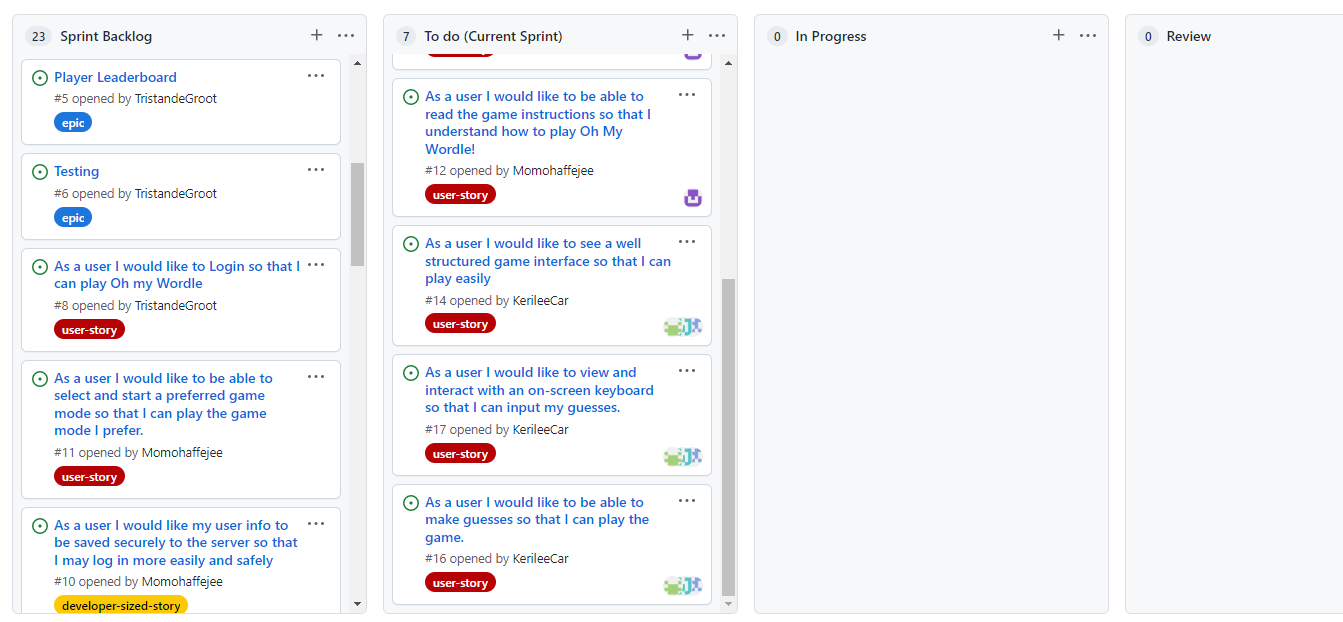 23 Sprint Backlog
Player Leaderboard
#5 opened by TristandeGroot
epic
Testing
#6 opened by TristandeGroot
epic
As a user I would like to Login so that I
can play Oh my Wordle
#8 opened by TristandeGroot
user-story
As a user I would like to be able to
select and start a preferred game
mode so that I can play the game
mode I prefer.
#11 opened by Momohaffejee
user-story
As a user I would like my user info to
be saved securely to the server so that
I may log in more easily and safely
#10 opened by Momohaffejee
developer-sized-story
7 To do (Current Sprint)
As a user I would like to be able to
read the game instructions so that I
understand how to play Oh My
Wordle!
#12 opened by Momohaffejee
user-story
As a user I would like to see a well
structured game interface so that I can
play easily
#14 opened by KerileeCar
user-story
As a user I would like to view and
interact with an on-screen keyboard
so that I can input my guesses.
#17 opened by KerileeCar
user-story
As a user I would like to be able to
make guesses so that I can play the
game.
#16 opened by KerileeCar
user-story
0 In Progress
0 Review